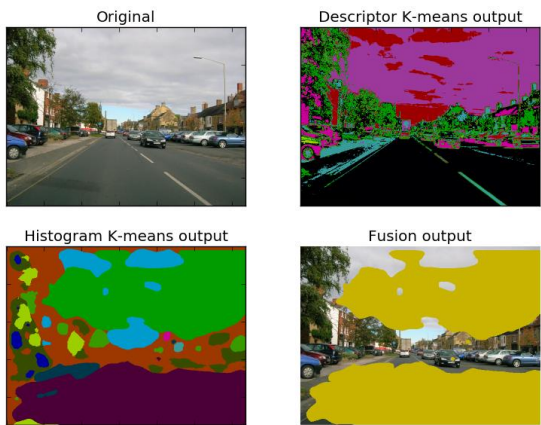 Original
Descriptor K-means output
Histogram K-means output
Fusion output